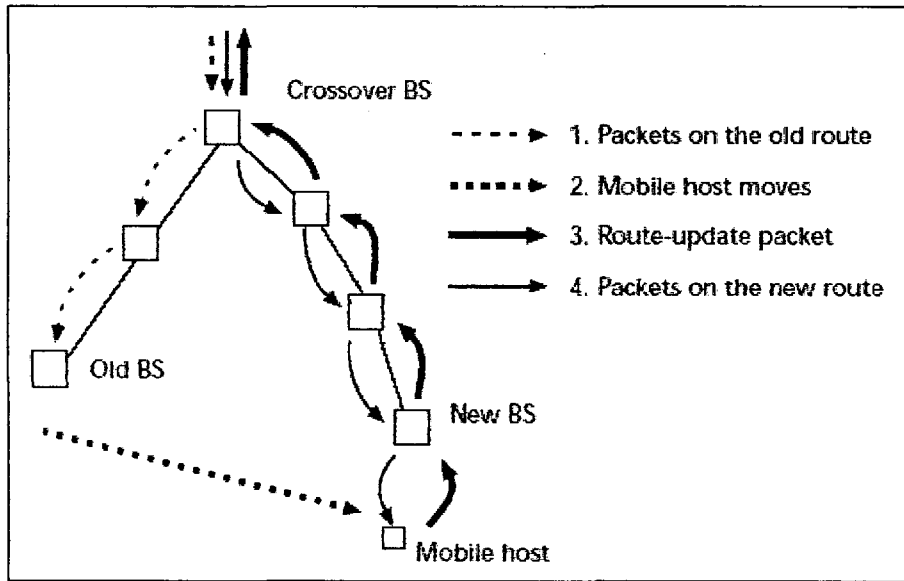 Crossover BS
1. Packets on the old route
2. Mobile host moves
3. Route-update packet
4. Packets on the new route
Old BS
New BS
Mobile host